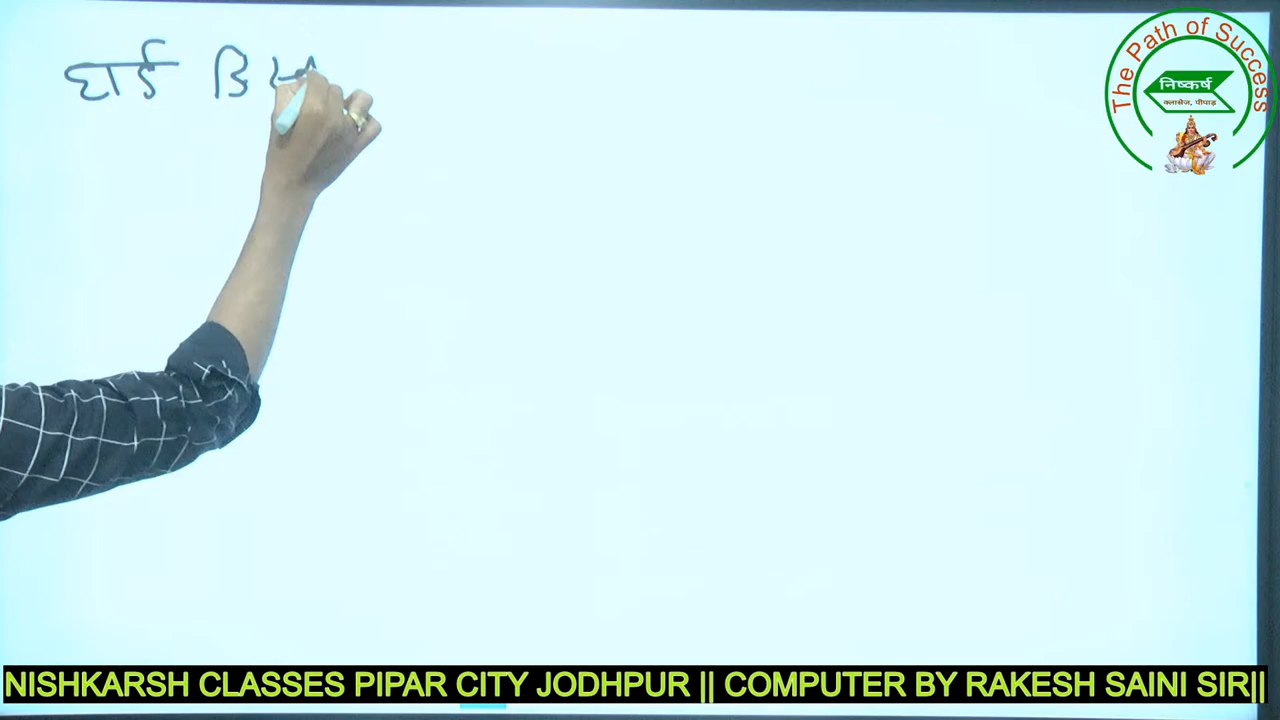 हार्ड डि
The Path of Success
निष्कर्ष
क्लासेज, पीपाड़
NISHKARSH CLASSES PIPAR CITY JODHPUR || COMPUTER BY RAKESH SAINI SIR||